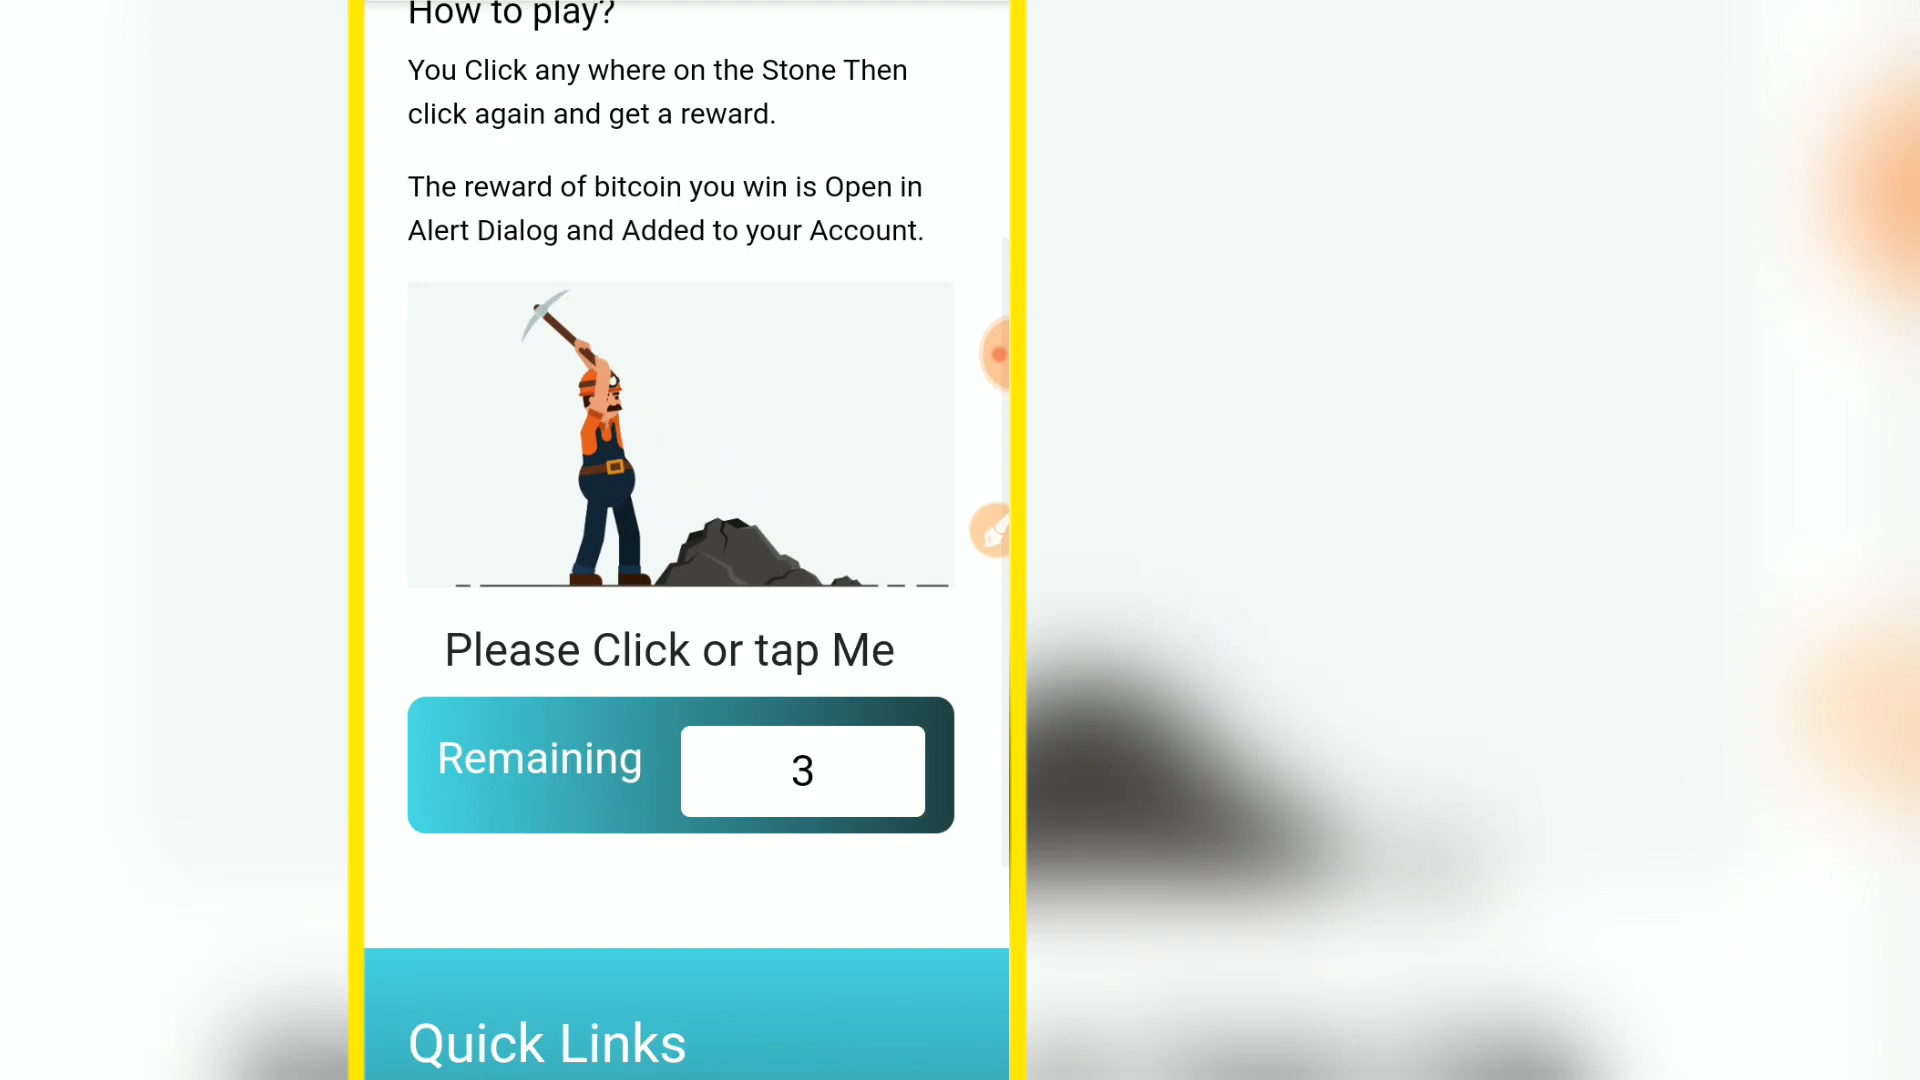 How to play?
You Click any where on the Stone Then
click again and get a reward.
The reward of bitcoin you win is Open in
Alert Dialog and Added to your Account.
Please Click or tap Me
Remaining 3
Quick Links